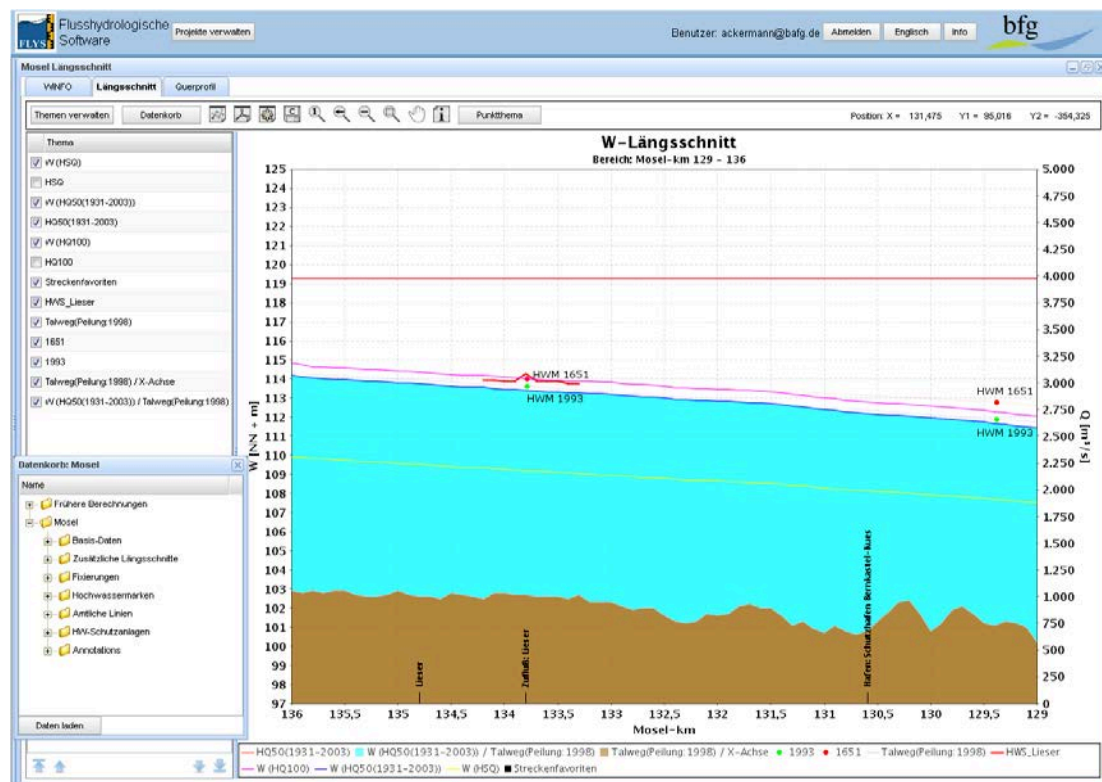 FLYS
Flusshydrologische
Software
Projekte verwalten
Benutzer: ackermann@bafg.de
Abmelden
Englisch
Info
bfg
Mosel Längsschnitt
WINFO
Längsschnitt
Querprofil
Themen verwalten
Datenkorb
Punktthema
Position: X = 131,475 Y1 = 95,016 Y2 = -354,325
Thema
W (HSQ)
HSQ
W (HQ50(1931-2003))
HQ50(1931-2003)
W (HQ100)
HQ100
Streckenfavoriten
HWS_Lieser
Talweg(Peilung:1998)
1651
1993
Talweg(Peilung:1998) / X-Achse
W (HQ50(1931-2003)) / Talweg(Peilung:1998)
Datenkorb: Mosel
Name
Frühere Berechnungen
Mosel
Basis-Daten
Zusätzliche Längsschnitte
Fixierungen
Hochwassermarken
Amtliche Linien
HW-Schutzanlagen
Annotations
Daten laden
W-Längsschnitt
Bereich: Mosel-km 129 - 136
W [NN + m]
125
124
123
122
121
120
119
118
117
116
115
114
113
112
111
110
109
108
107
106
105
104
103
102
101
100
99
98
97
HWM 1651
HWM 1993
HWM 1651
HWM 1993
Lieser
Zufluß: Lieser
Hafen: Schutzhafen Bernkastel-Kues
Q [m³/s]
5.000
4.750
4.500
4.250
4.000
3.750
3.500
3.250
3.000
2.750
2.500
2.250
2.000
1.750
1.500
1.250
1.000
750
500
250
0
136 135,5 135 134,5 134 133,5 133 132,5 132 131,5 131 130,5 130 129,5 129
Mosel-km
HQ50(1931-2003) W (HQ50(1931-2003)) / Talweg(Peilung:1998) Talweg(Peilung:1998) / X-Achse 1993 1651 Talweg(Peilung:1998) HWS_Lieser
W (HQ100) W (HQ50(1931-2003)) W (HSQ) Streckenfavoriten